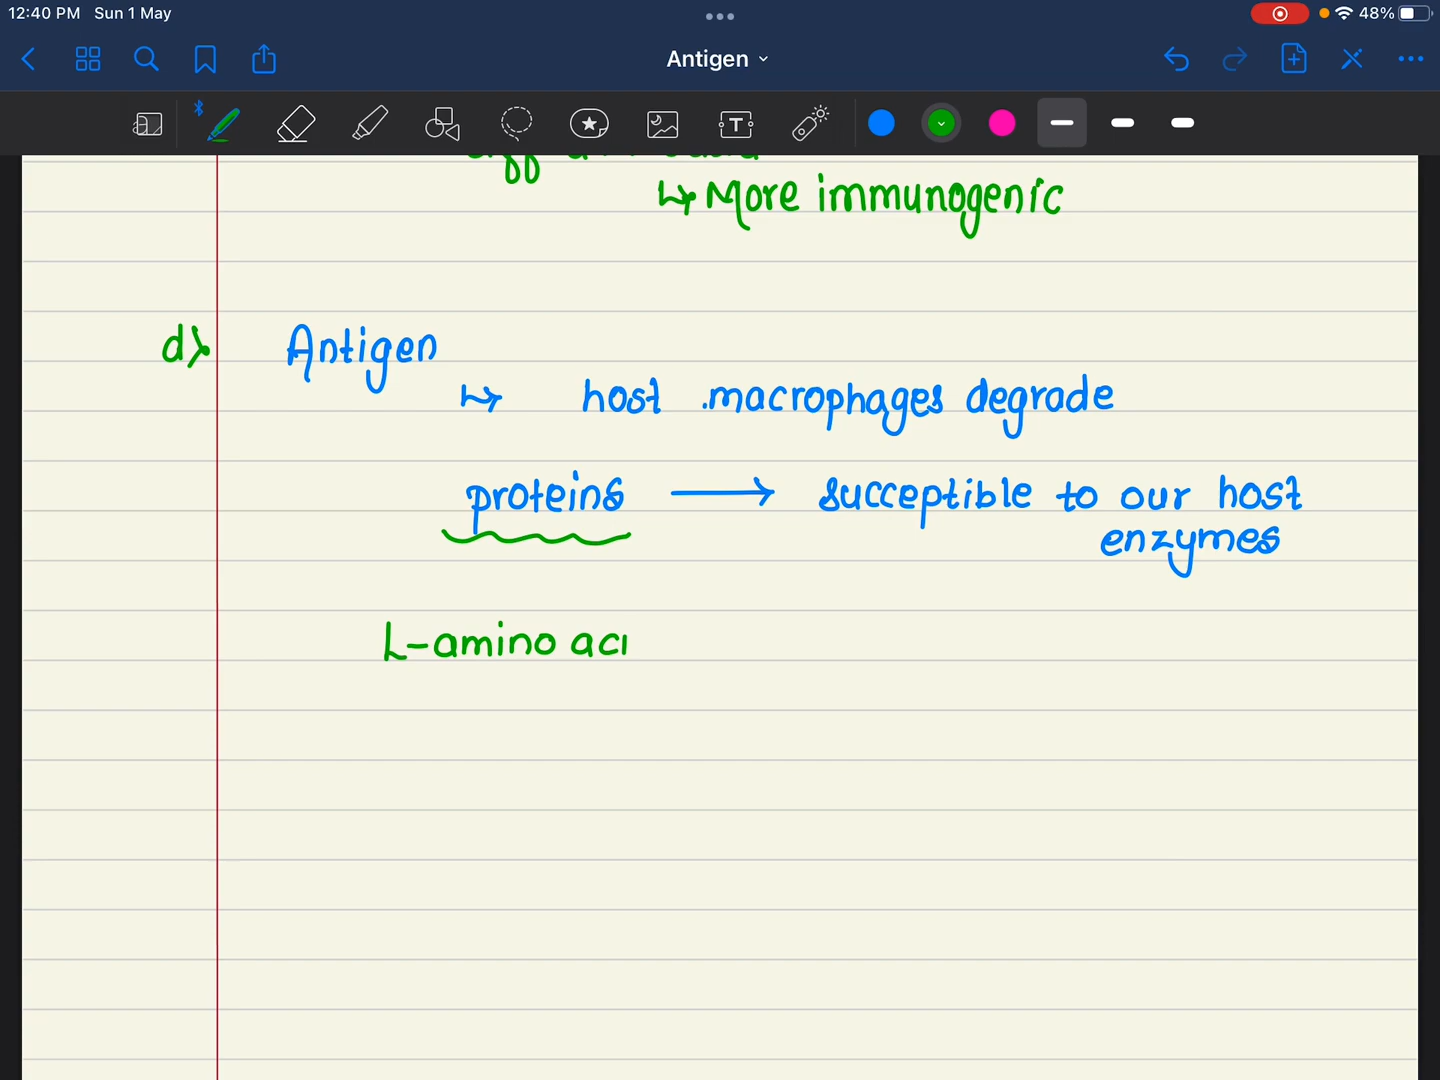 12:40 PM Sun 1 May
48%
Antigen
T
↳ More immunogenic
d>
Antigen
↳ host macrophages degrade
proteins → succeptible to our host
enzymes
L-amino aci